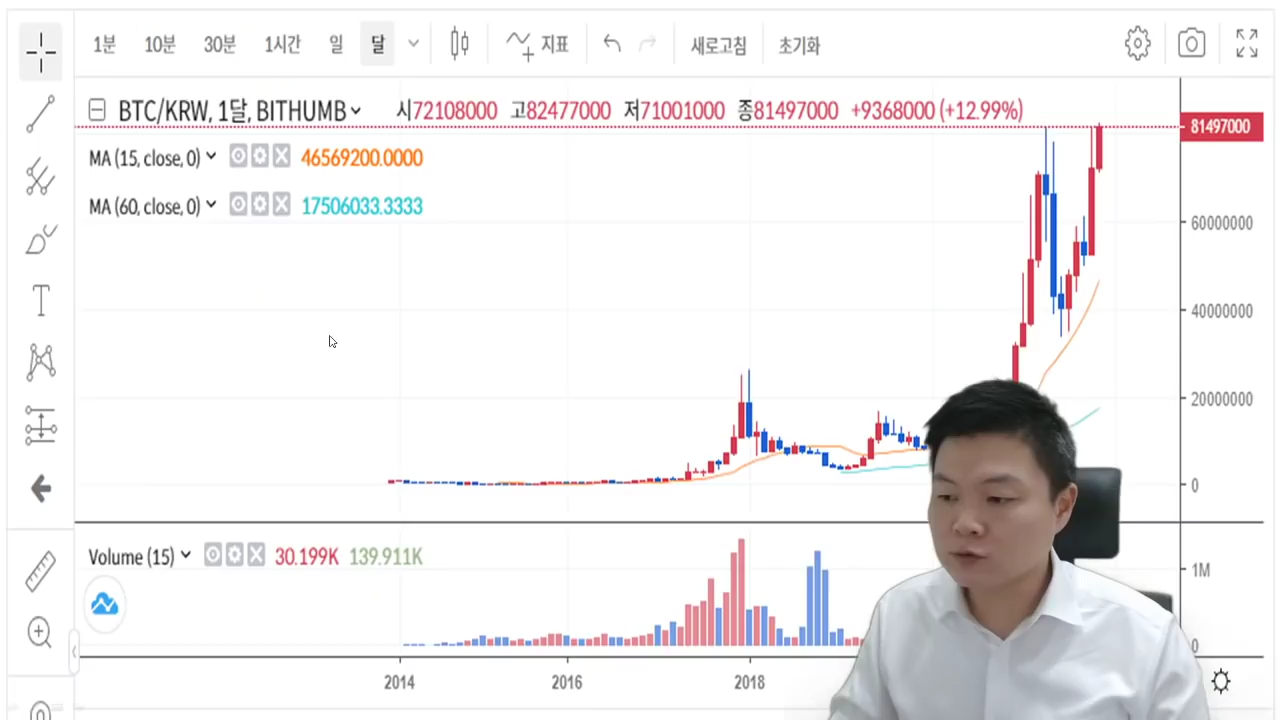 1분 10분 30분 1시간 일 달 지표 새로고침 초기화
BTC/KRW, 1달, BITHUMB 시72108000 고82477000 저71001000 종81497000 +9368000 (+12.99%)
81497000
MA (15, close, 0) 46569200.0000
MA (60, close, 0) 17506033.3333
60000000
40000000
20000000
0
Volume (15) 30.199K 139.911K
1M
0
2014 2016 2018
T